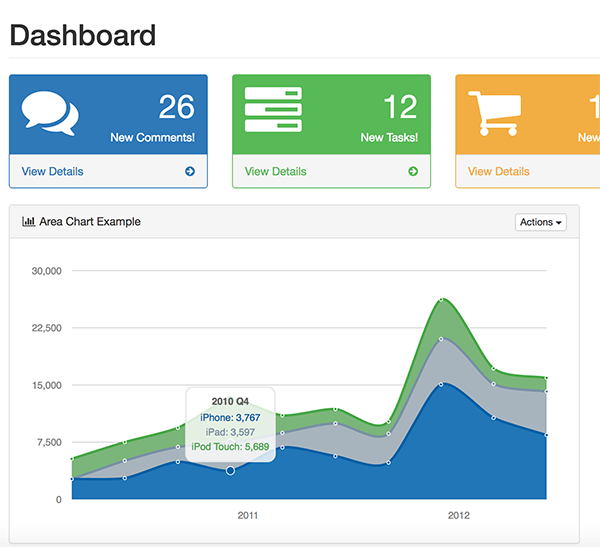 Dashboard
26
New Comments!
View Details
12
New Tasks!
View Details
1
New
View Details
Area Chart Example
Actions
30,000
22,500
15,000
7,500
0
2010 Q4
iPhone: 3,767
iPad: 3,597
iPod Touch: 5,689
2011
2012